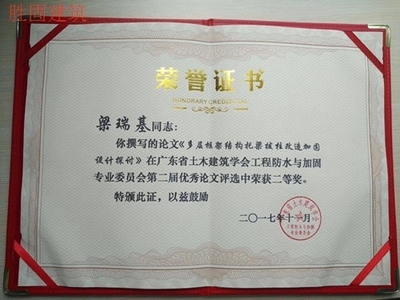 胜固建筑
荣誉证书
HONORARY CREDENTIAL
梁瑞基同志：
你撰写的论文《多层框架结构托梁拔柱改造加固
设计探讨》在广东省土木建筑学会工程防水与加固
专业委员会第二届优秀论文评选中荣获二等奖。
特颁此证，以兹鼓励
二〇一七年十一月